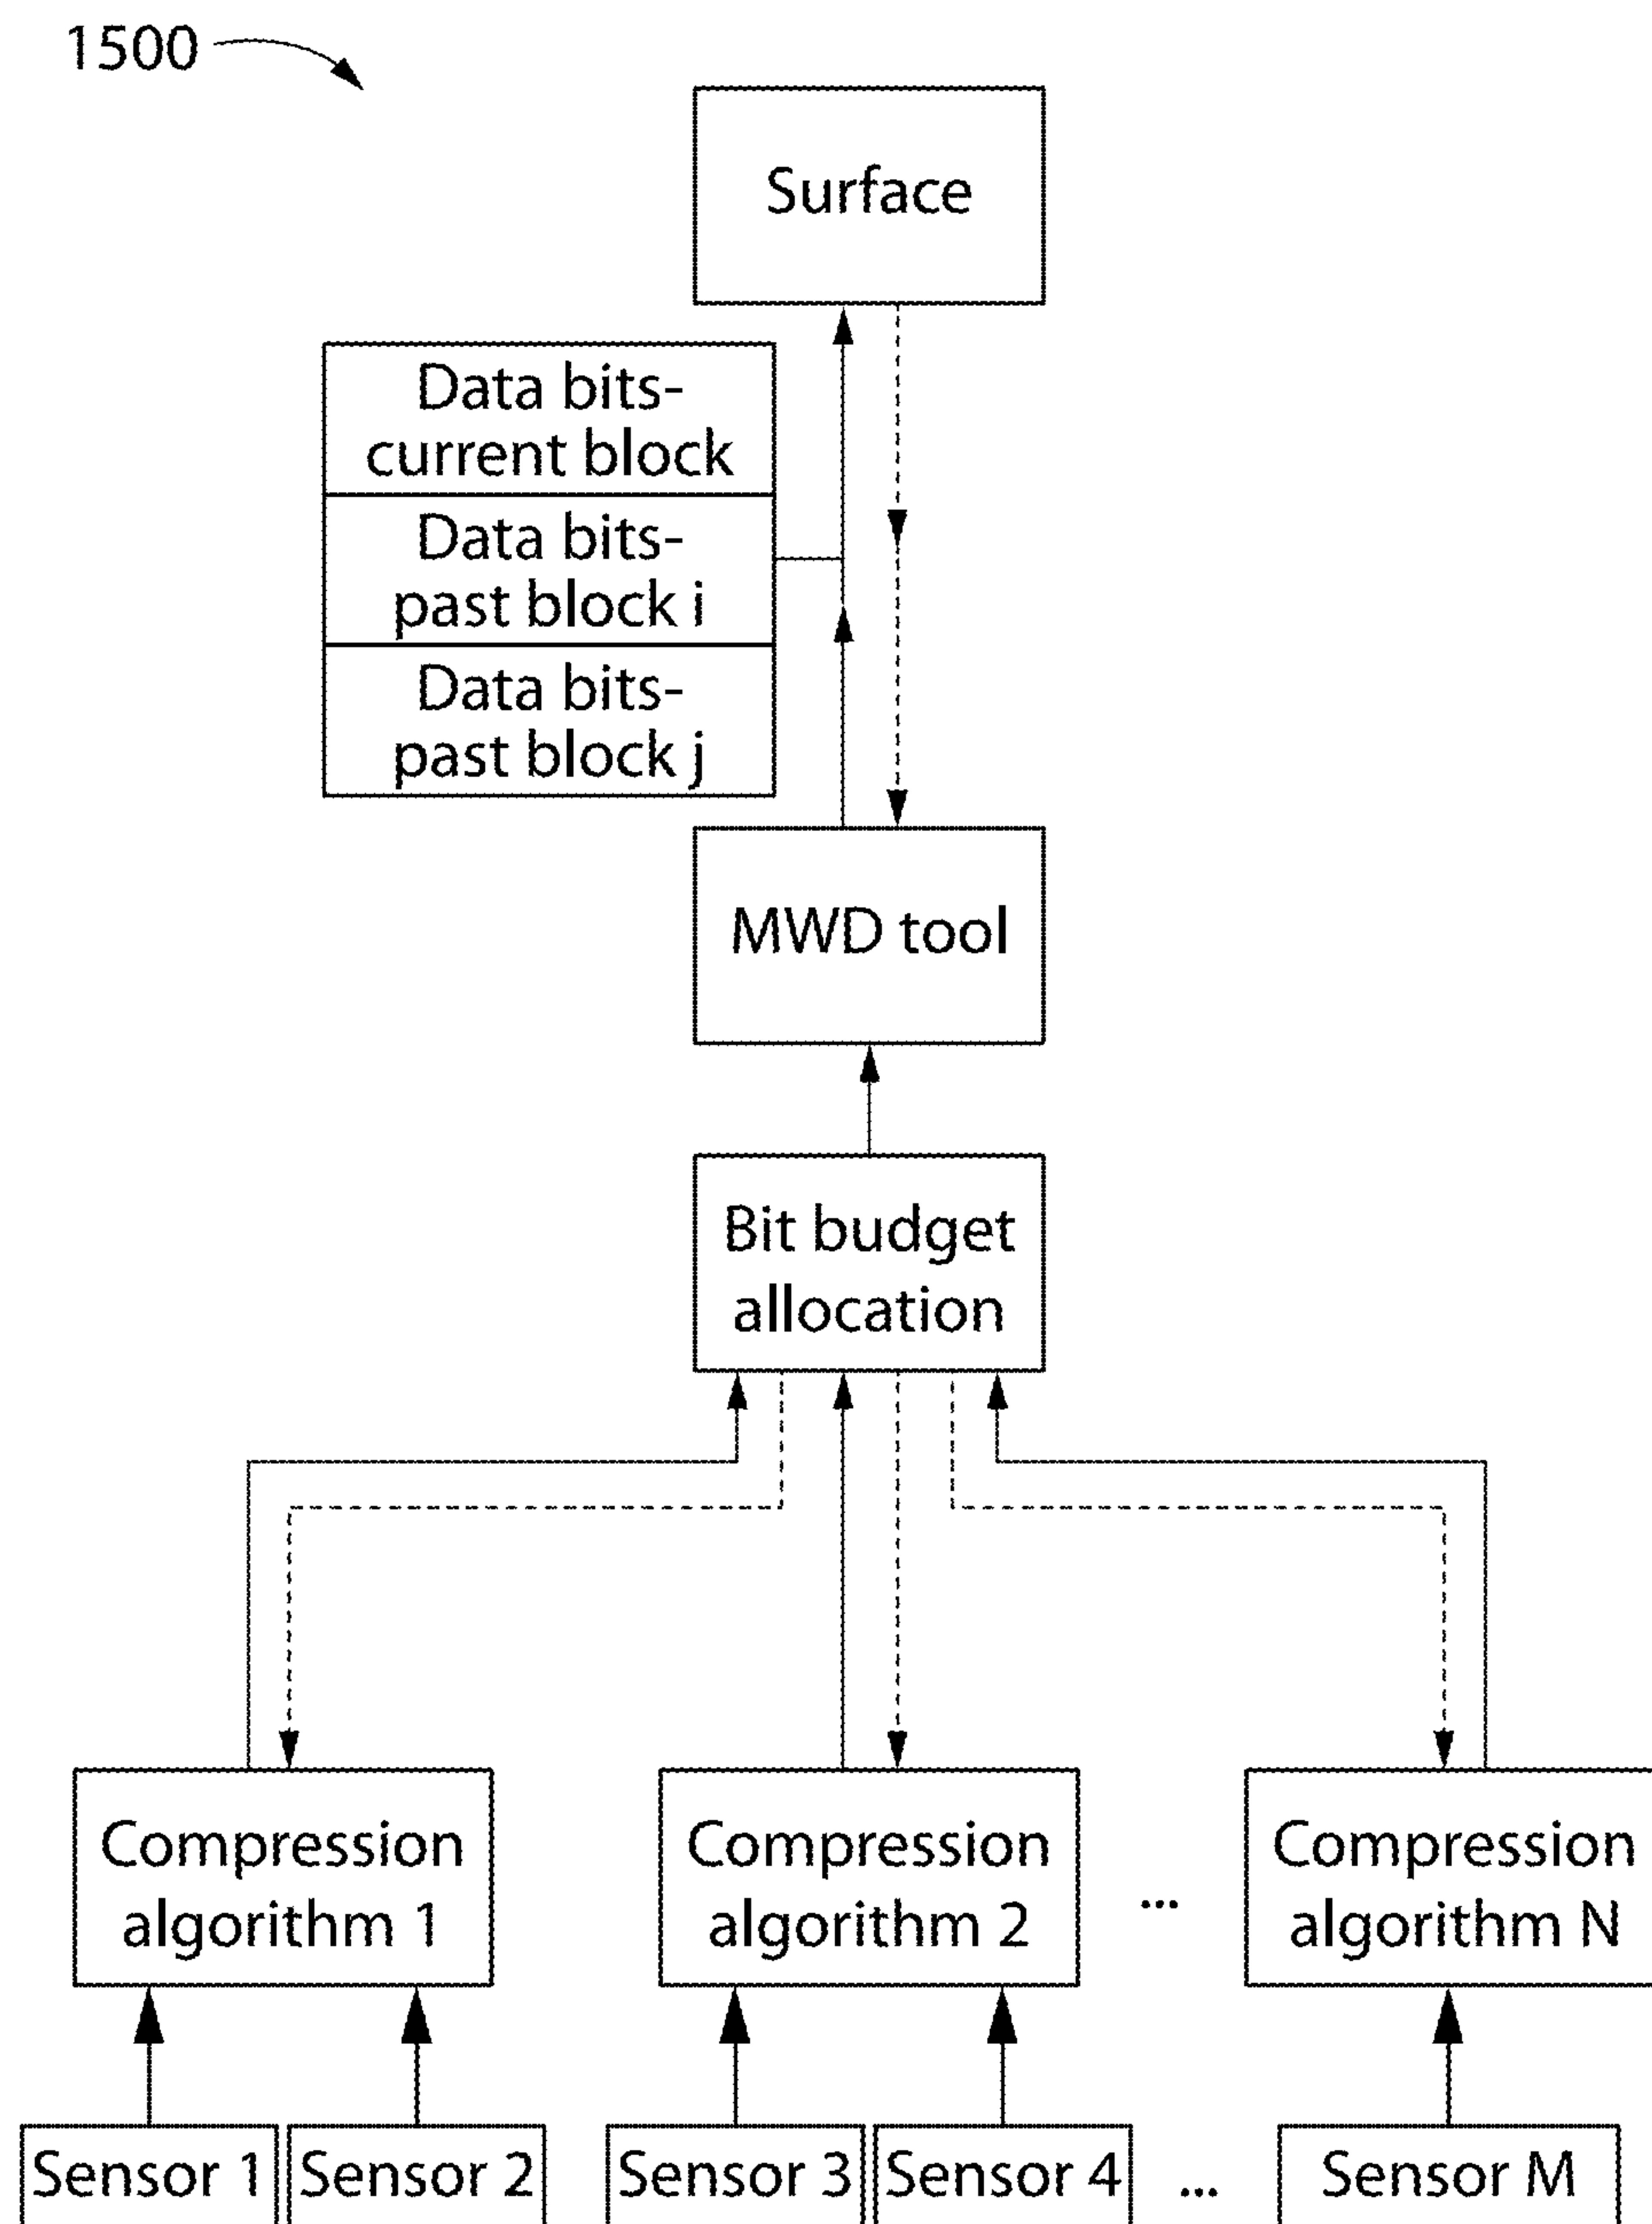 1500
Surface
Data bits-
current block
Data bits-
past block i
Data bits-
past block j
MWD tool
Bit budget
allocation
Compression
algorithm 1
Compression
algorithm 2
...
Compression
algorithm N
Sensor 1
Sensor 2
Sensor 3
Sensor 4
...
Sensor M